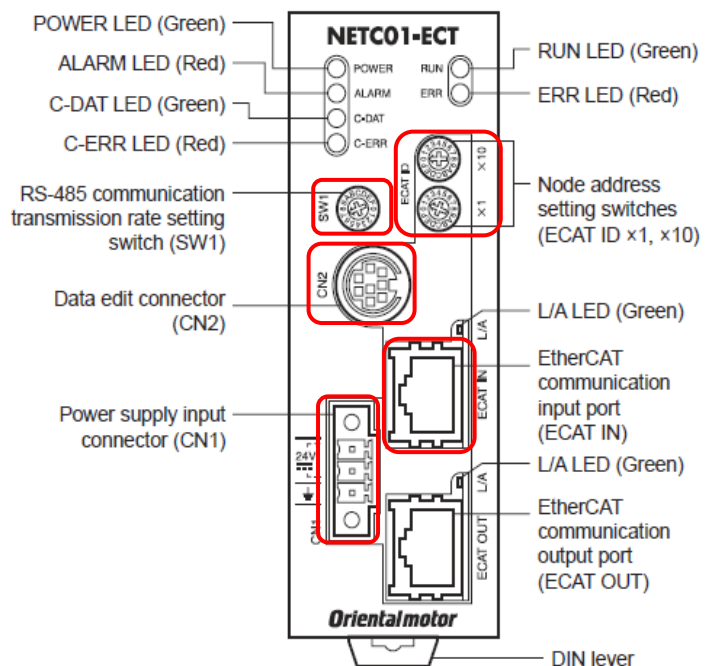 POWER LED (Green)
ALARM LED (Red)
C-DAT LED (Green)
C-ERR LED (Red)
RS-485 communication
transmission rate setting
switch (SW1)
Data edit connector
(CN2)
Power supply input
connector (CN1)
NETC01-ECT
POWER
ALARM
C•DAT
C-ERR
RUN
ERR
ECAT ID
×10
×1
SW1
CN2
L/A
ECAT IN
24V
CN1
L/A
ECAT OUT
Orientalmotor
RUN LED (Green)
ERR LED (Red)
Node address
setting switches
(ECAT ID ×1, ×10)
L/A LED (Green)
EtherCAT
communication
input port
(ECAT IN)
L/A LED (Green)
EtherCAT
communication
output port
(ECAT OUT)
DIN lever